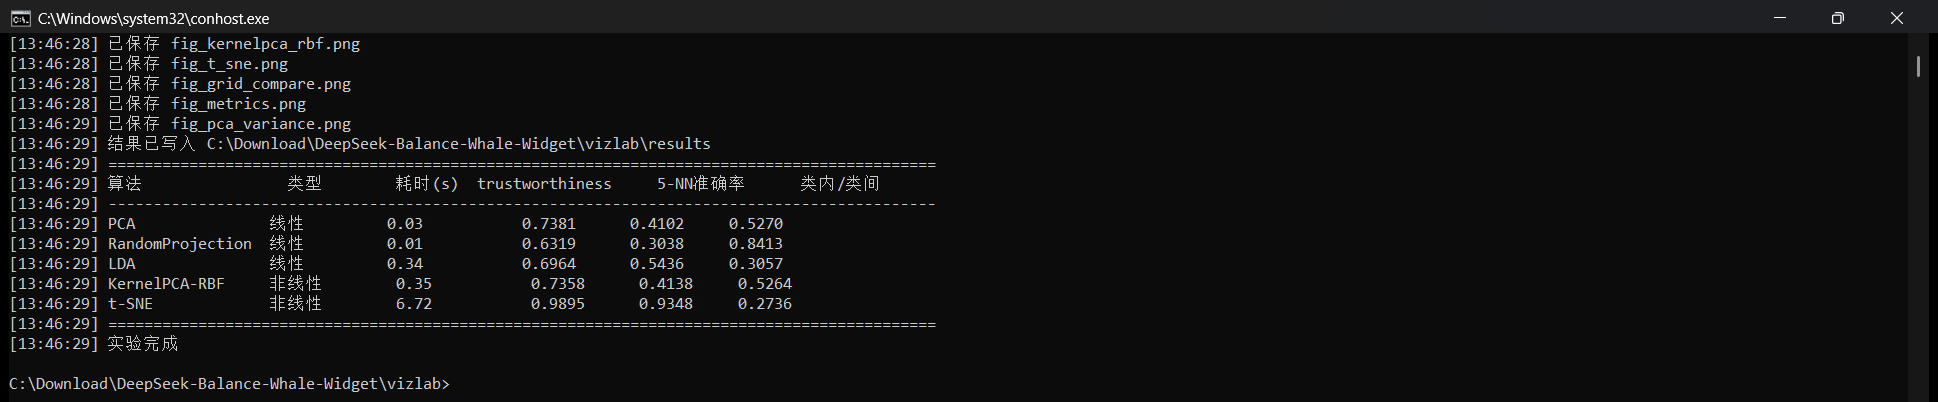 C:\Windows\system32\conhost.exe
[13:46:28] 已保存 fig_kernelpca_rbf.png
[13:46:28] 已保存 fig_t_sne.png
[13:46:28] 已保存 fig_grid_compare.png
[13:46:28] 已保存 fig_metrics.png
[13:46:29] 已保存 fig_pca_variance.png
[13:46:29] 结果已写入 C:\Download\DeepSeek-Balance-Whale-Widget\vizlab\results
[13:46:29] ============================================================================================
[13:46:29] 算法                类型        耗时(s)  trustworthiness     5-NN准确率      类内/类间
[13:46:29] --------------------------------------------------------------------------------------------
[13:46:29] PCA               线性         0.03           0.7381      0.4102     0.5270
[13:46:29] RandomProjection  线性         0.01           0.6319      0.3038     0.8413
[13:46:29] LDA               线性         0.34           0.6964      0.5436     0.3057
[13:46:29] KernelPCA-RBF     非线性        0.35           0.7358      0.4138     0.5264
[13:46:29] t-SNE             非线性        6.72           0.9895      0.9348     0.2736
[13:46:29] ============================================================================================
[13:46:29] 实验完成
C:\Download\DeepSeek-Balance-Whale-Widget\vizlab>